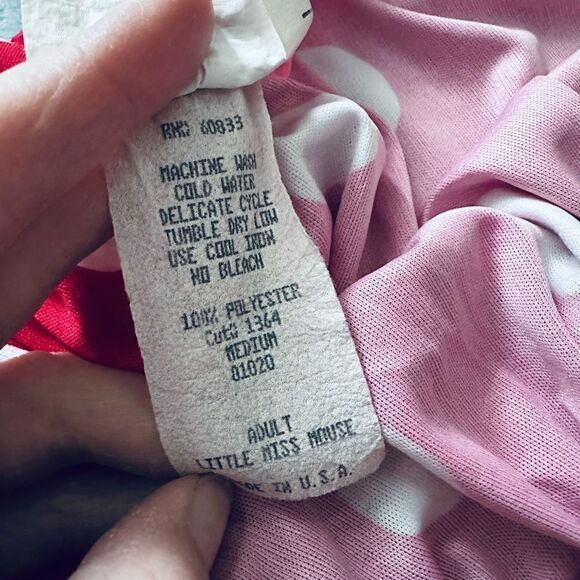 RN# 60833
MACHINE WASH
COLD WATER
DELICATE CYCLE
TUMBLE DRY LOW
USE COOL IRON
NO BLEACH
100% POLYESTER
Cut# 1364
MEDIUM
01020
ADULT
LITTLE MISS MOUSE
IN U.S.A.